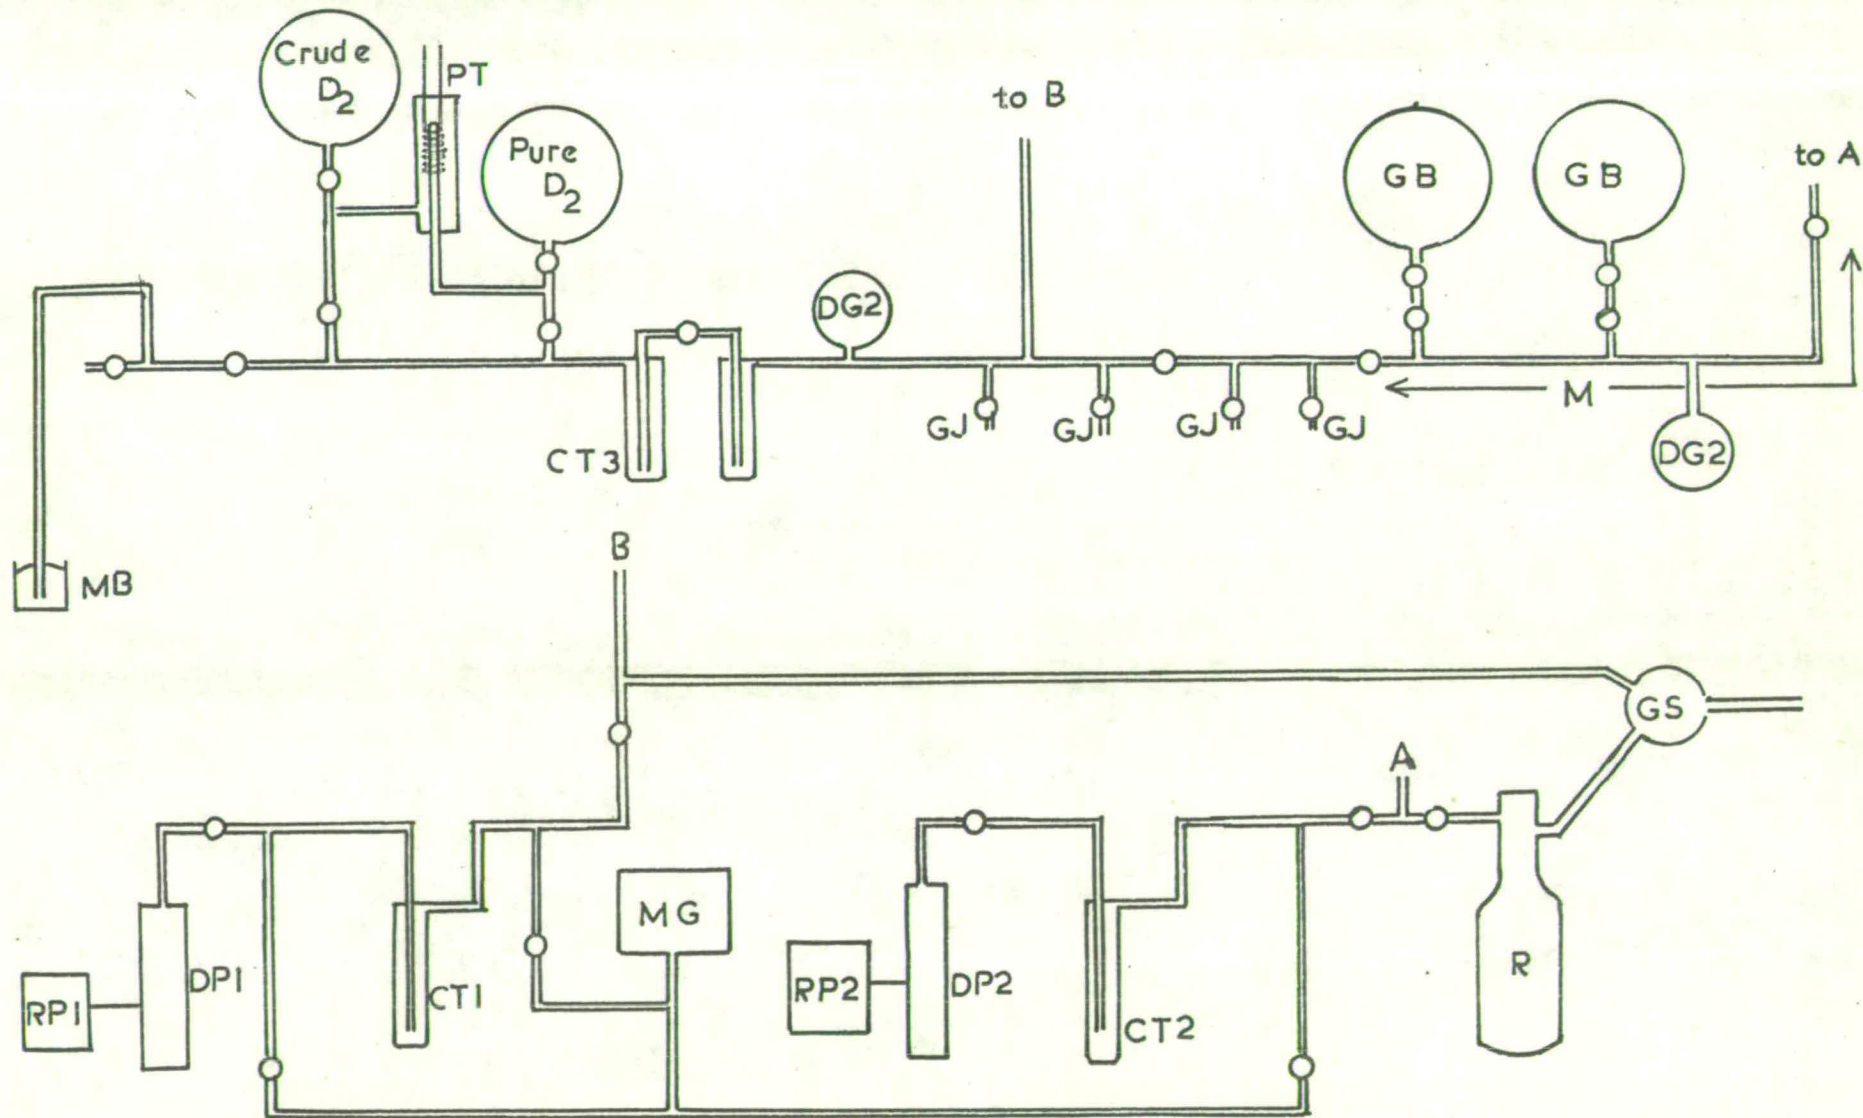 Crude
D2
PT
Pure
D2
to B
GB
GB
to A
DG2
GJ
GJ
GJ
GJ
M
DG2
CT3
MB
B
GS
A
MG
RP1
DP1
CT1
RP2
DP2
CT2
R